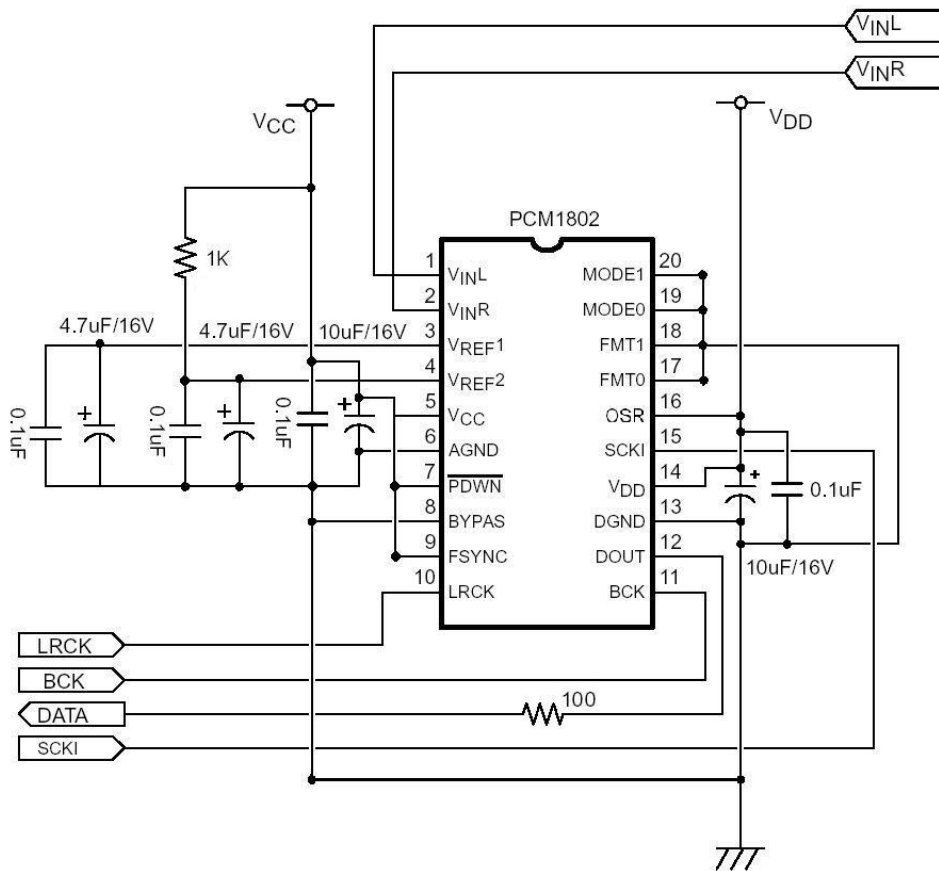 VINL
VINR
VCC
VDD
PCM1802
1K
4.7uF/16V
4.7uF/16V
10uF/16V
0.1uF
+
0.1uF
+
0.1uF
+
1 VINL
2 VINR
3 VREF1
4 VREF2
5 VCC
6 AGND
7 PDWN
8 BYPAS
9 FSYNC
10 LRCK
MODE1 20
MODE0 19
FMT1 18
FMT0 17
OSR 16
SCKI 15
VDD 14
DGND 13
DOUT 12
BCK 11
+
0.1uF
10uF/16V
LRCK
BCK
DATA
SCKI
100